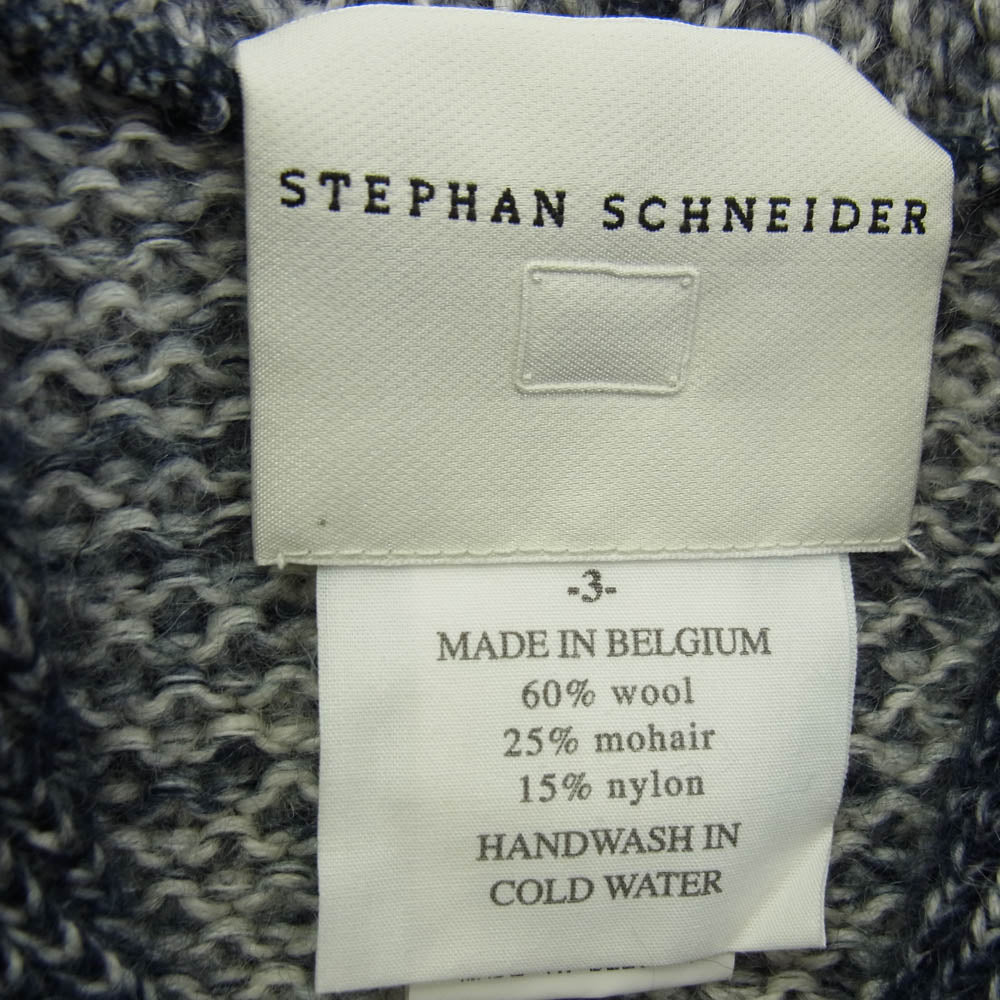 STEPHAN SCHNEIDER
-3-
MADE IN BELGIUM
60% wool
25% mohair
15% nylon
HANDWASH IN
COLD WATER